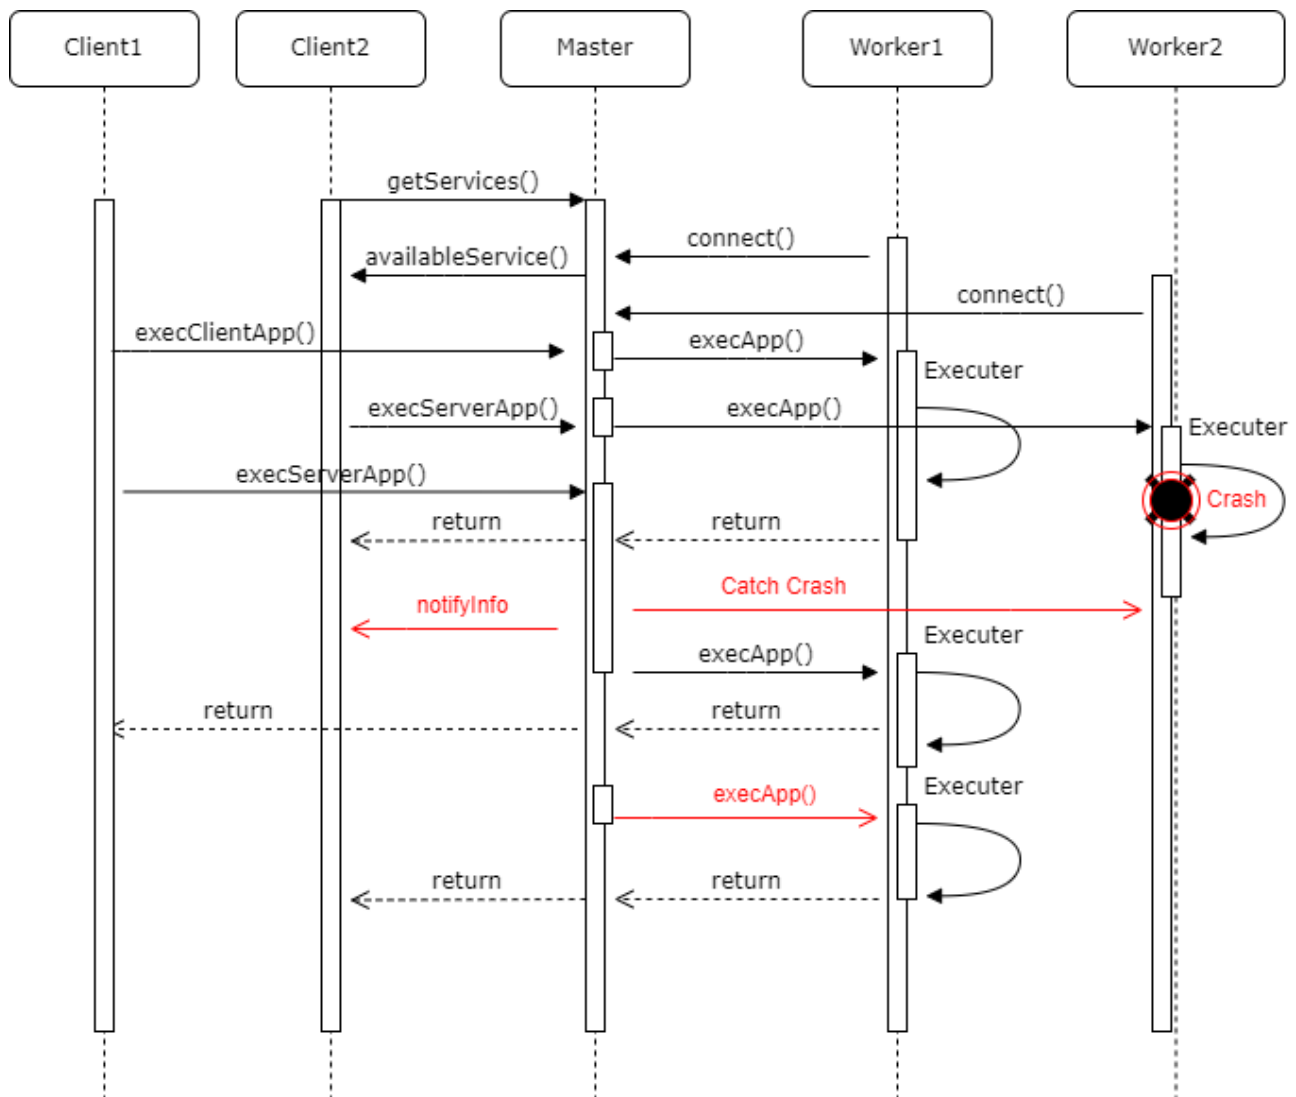 Client1
Client2
Master
Worker1
Worker2
getServices()
connect()
availableService()
connect()
execClientApp()
execApp()
Executer
execServerApp()
execApp()
Executer
execServerApp()
Crash
return
return
Catch Crash
notifyInfo
Executer
execApp()
return
return
Executer
execApp()
return
return